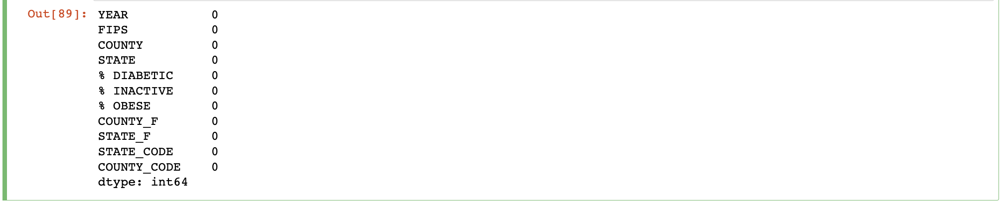 Out[89]: YEAR 0
FIPS 0
COUNTY 0
STATE 0
% DIABETIC 0
% INACTIVE 0
% OBESE 0
COUNTY_F 0
STATE_F 0
STATE_CODE 0
COUNTY_CODE 0
dtype: int64